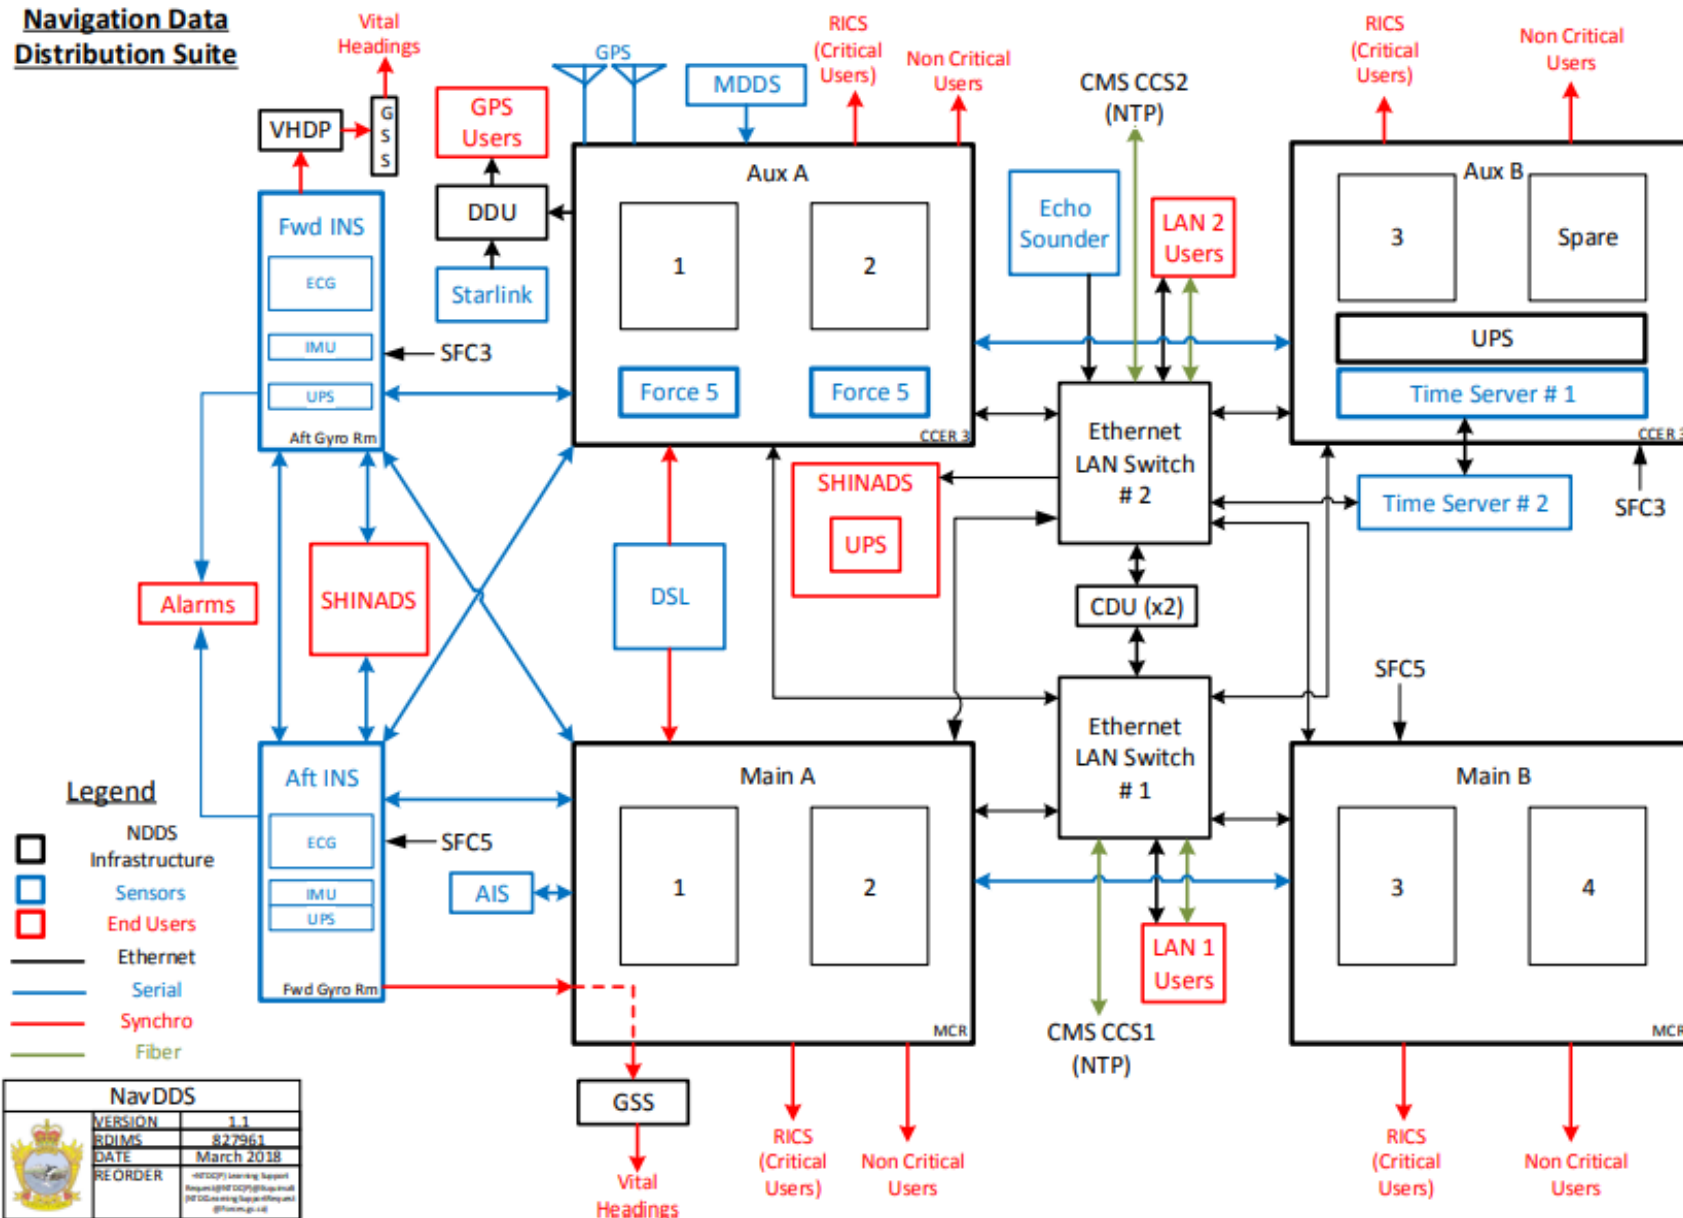 Navigation Data
Distribution Suite
Vital
Headings
VHDP
G
S
S
GPS
GPS
Users
MDDS
RICS
(Critical
Users)
Non Critical
Users
CMS CCS2
(NTP)
RICS
(Critical
Users)
Non Critical
Users
Fwd INS
ECG
IMU
UPS
Aft Gyro Rm
SFC3
DDU
Starlink
Aux A
1
2
Force 5
Force 5
CCER 3
Echo
Sounder
LAN 2
Users
Aux B
3
Spare
UPS
Time Server # 1
CCER 3
Time Server # 2
SFC3
Ethernet
LAN Switch
# 2
SHINADS
UPS
Alarms
SHINADS
DSL
CDU (x2)
SFC5
Aft INS
ECG
IMU
UPS
Fwd Gyro Rm
SFC5
AIS
Main A
1
2
MCR
Ethernet
LAN Switch
# 1
LAN 1
Users
CMS CCS1
(NTP)
Main B
3
4
MCR
Legend
NDDS
Infrastructure
Sensors
End Users
Ethernet
Serial
Synchro
Fiber
GSS
Vital
Headings
RICS
(Critical
Users)
Non Critical
Users
RICS
(Critical
Users)
Non Critical
Users
NavDDS
VERSION 1.1
RDIMS 827961
DATE March 2018
REORDER